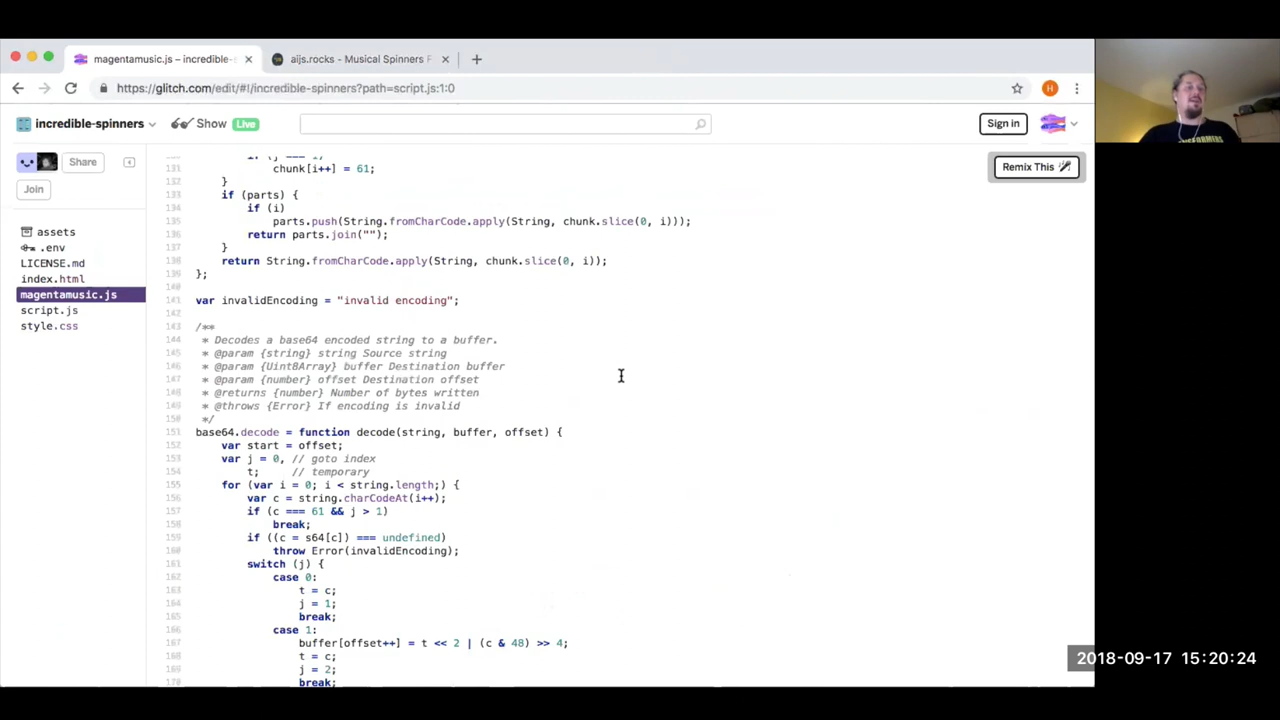 magentamusic.js – incredible-
aijs.rocks - Musical Spinners F
https://glitch.com/edit/#!/incredible-spinners?path=script.js:1:0
incredible-spinners
Show Live
Sign in
Share
Join
Remix This
assets
.env
LICENSE.md
index.html
magentamusic.js
script.js
style.css
131 chunk[i++] = 61;
132 }
133 if (parts) {
134 if (i)
135 parts.push(String.fromCharCode.apply(String, chunk.slice(0, i)));
136 return parts.join("");
137 }
138 return String.fromCharCode.apply(String, chunk.slice(0, i));
139 };
140
141 var invalidEncoding = "invalid encoding";
142
143 /**
144 * Decodes a base64 encoded string to a buffer.
145 * @param {string} string Source string
146 * @param {Uint8Array} buffer Destination buffer
147 * @param {number} offset Destination offset
148 * @returns {number} Number of bytes written
149 * @throws {Error} If encoding is invalid
150 */
151 base64.decode = function decode(string, buffer, offset) {
152 var start = offset;
153 var j = 0, // goto index
154 t; // temporary
155 for (var i = 0; i < string.length;) {
156 var c = string.charCodeAt(i++);
157 if (c === 61 && j > 1)
158 break;
159 if ((c = s64[c]) === undefined)
160 throw Error(invalidEncoding);
161 switch (j) {
162 case 0:
163 t = c;
164 j = 1;
165 break;
166 case 1:
167 buffer[offset++] = t << 2 | (c & 48) >> 4;
168 t = c;
169 j = 2;
170 break;
2018-09-17 15:20:24